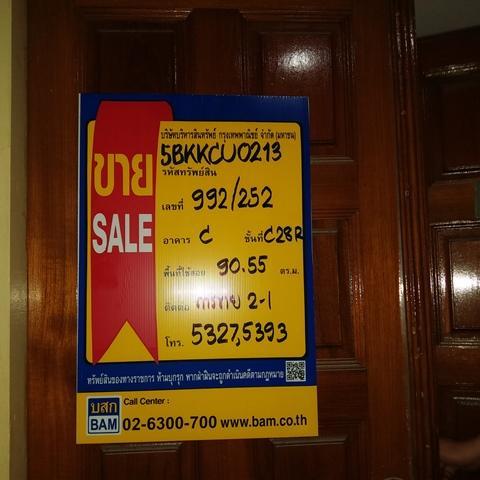 บริษัทบริหารสินทรัพย์ กรุงเทพพาณิชย์ จำกัด (มหาชน)
5BKKCU0213
รหัสทรัพย์สิน
ขาย
SALE
เลขที่ 992/252
อาคาร C ชั้นที่ C28R
พื้นที่ใช้สอย 90.55 ตร.ม.
ติดต่อ 2-1
โทร. 5327,5393
ทรัพย์สินของทางราชการ ห้ามบุกรุก หากฝ่าฝืนจะถูกดำเนินคดีตามกฎหมาย
บสก
BAM
Call Center :
02-6300-700 www.bam.co.th